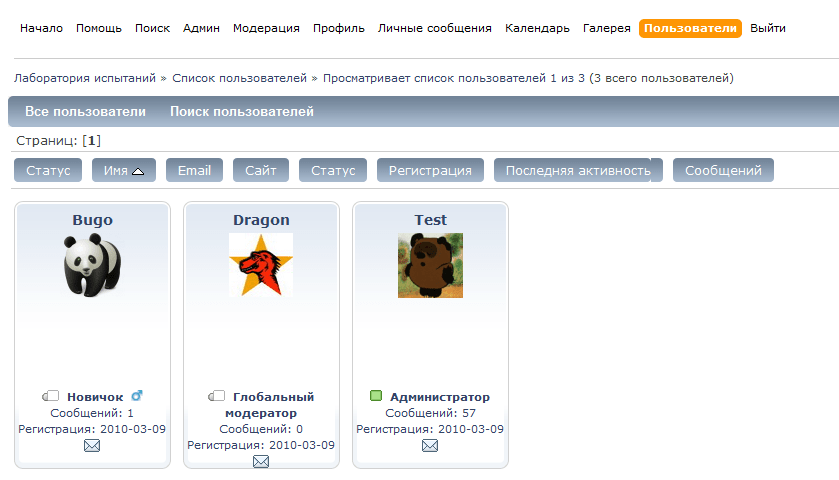 Начало Помощь Поиск Админ Модерация Профиль Личные сообщения Календарь Галерея Пользователи Выйти
Лаборатория испытаний » Список пользователей » Просматривает список пользователей 1 из 3 (3 всего пользователей)
Все пользователи Поиск пользователей
Страниц: [1]
Статус Имя Email Сайт Статус Регистрация Последняя активность Сообщений
Bugo
Новичок
Сообщений: 1
Регистрация: 2010-03-09
Dragon
Глобальный
модератор
Сообщений: 0
Регистрация: 2010-03-09
Test
Администратор
Сообщений: 57
Регистрация: 2010-03-09